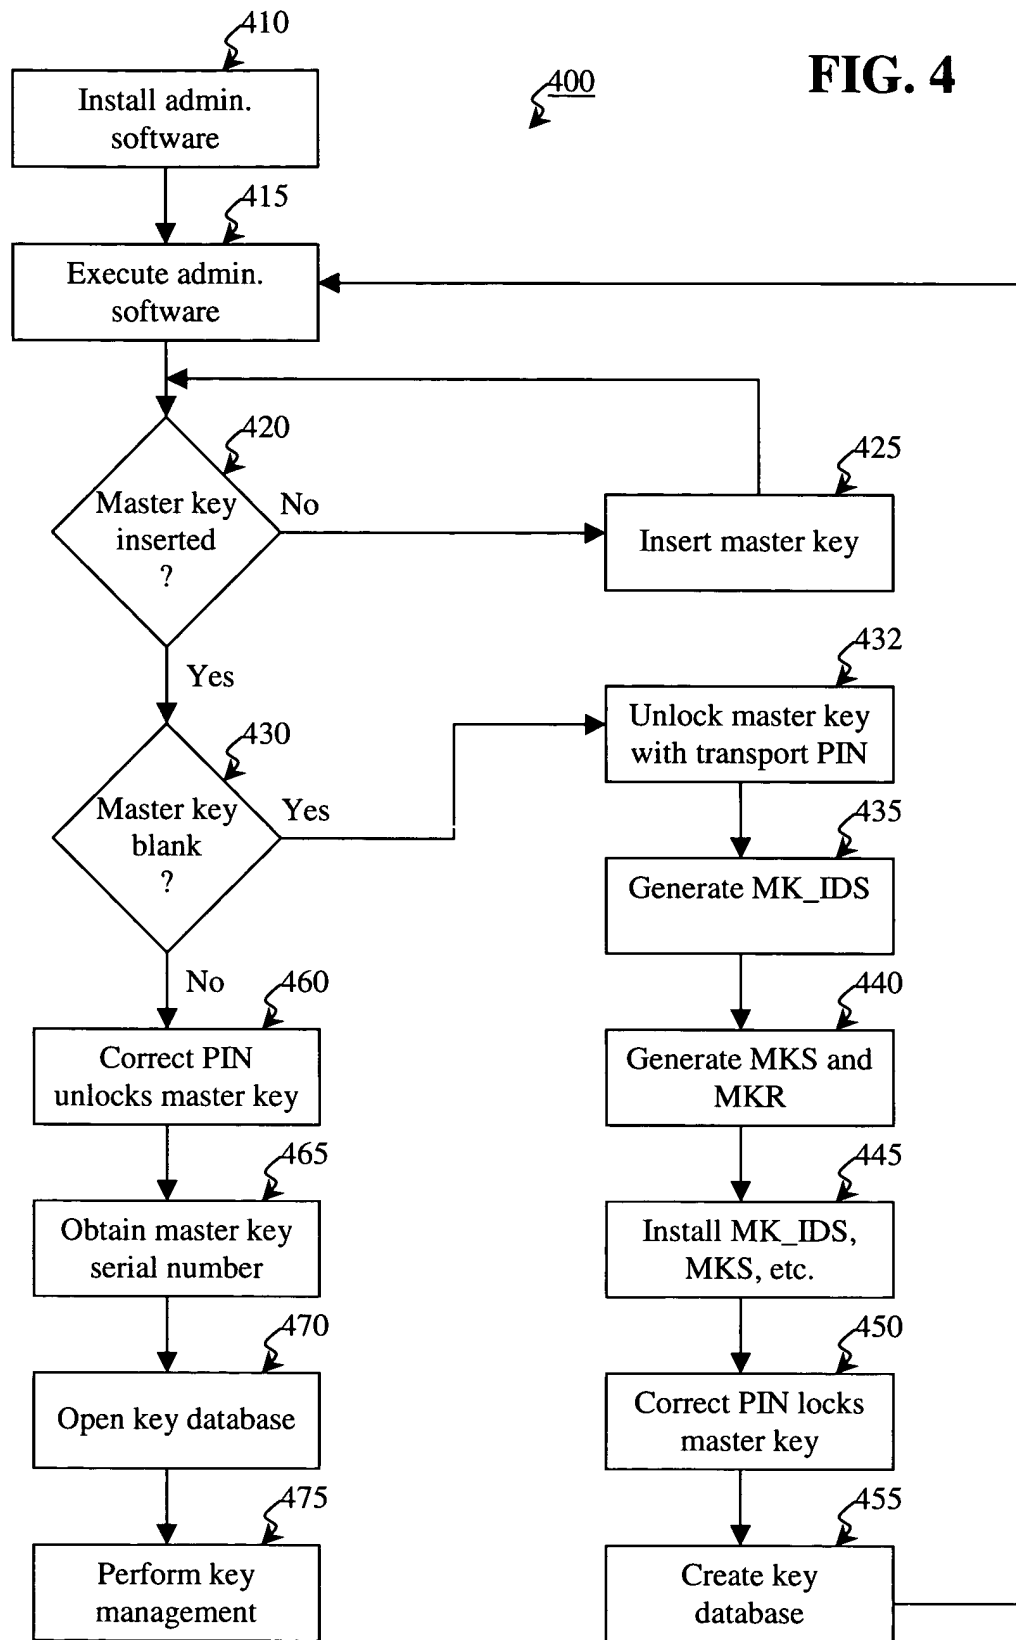 410
FIG. 4
400
Install admin.
software
415
Execute admin.
software
420
Master key
inserted
?
No
425
Insert master key
Yes
432
Unlock master key
with transport PIN
430
Master key
blank
?
Yes
435
Generate MK_IDS
No
460
Correct PIN
unlocks master key
440
Generate MKS and
MKR
465
Obtain master key
serial number
445
Install MK_IDS,
MKS, etc.
470
Open key database
450
Correct PIN locks
master key
475
Perform key
management
455
Create key
database